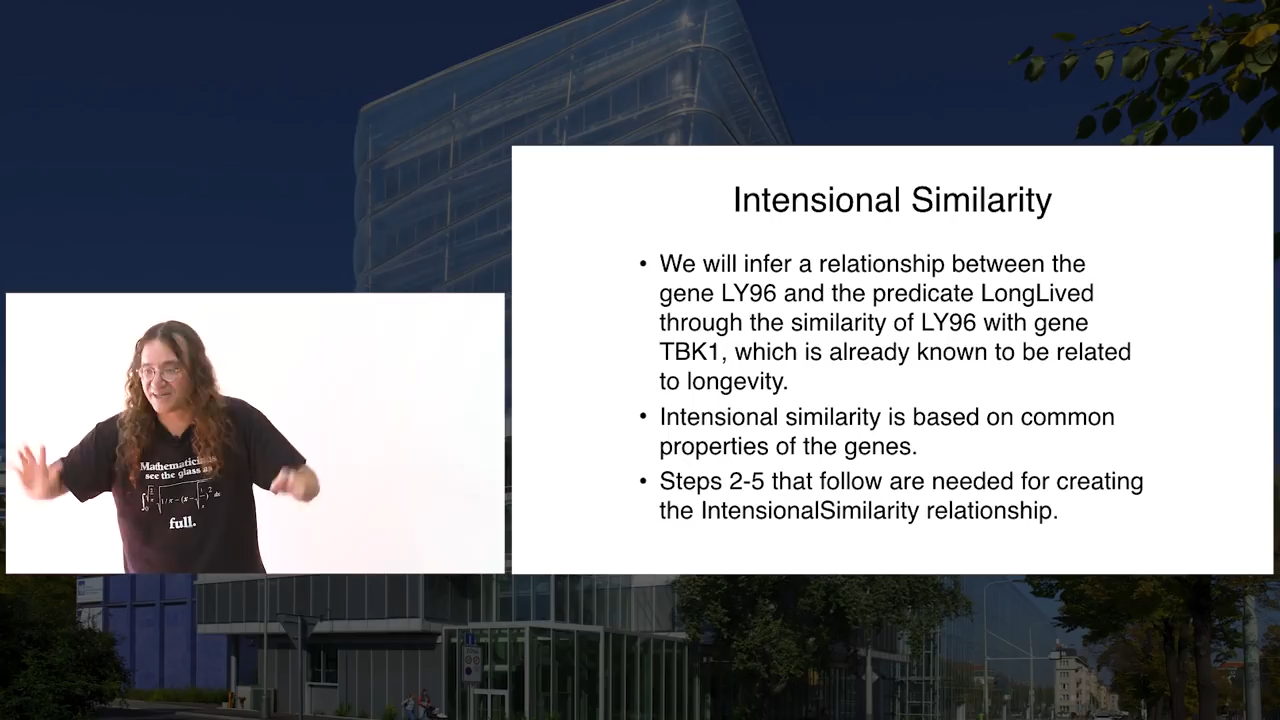 Intensional Similarity
• We will infer a relationship between the
gene LY96 and the predicate LongLived
through the similarity of LY96 with gene
TBK1, which is already known to be related
to longevity.
• Intensional similarity is based on common
properties of the genes.
• Steps 2-5 that follow are needed for creating
the IntensionalSimilarity relationship.
see the glass as
full.